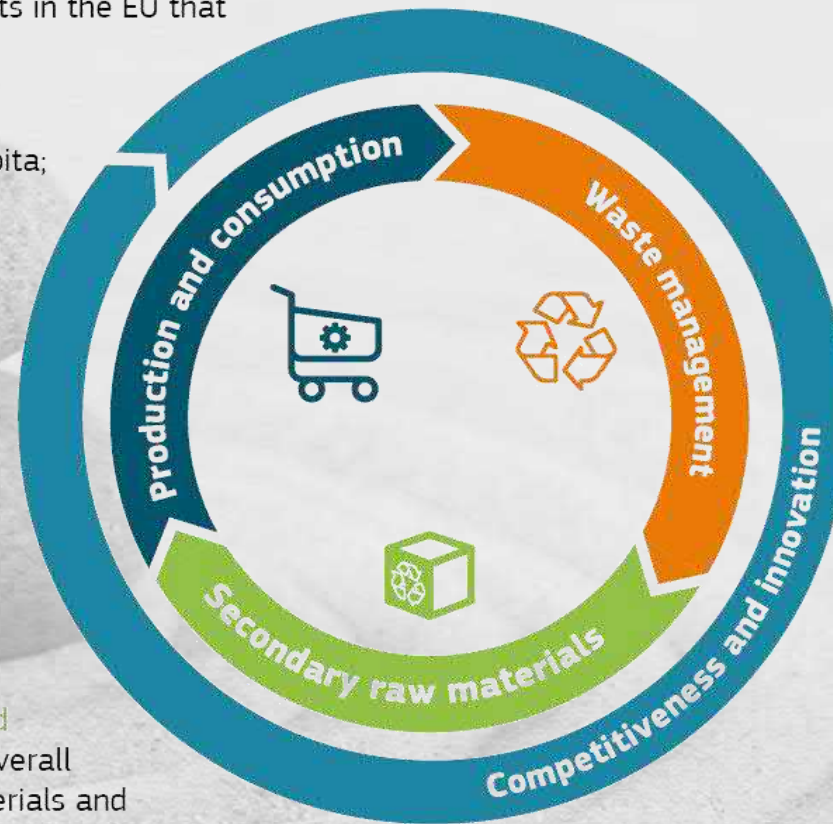 ts in the EU that
pita;
Production and consumption
Waste management
Secondary raw materials
Competitiveness and innovation
d
verall
erials and